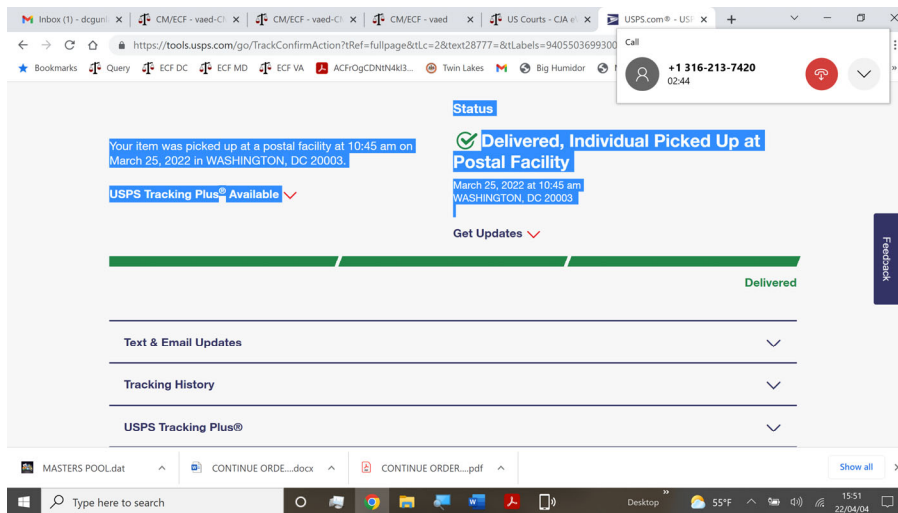 Inbox (1) - dcgunl
CM/ECF - vaed-Cl
CM/ECF - vaed-Cl
CM/ECF - vaed
US Courts - CJA e
USPS.com® - USP
https://tools.usps.com/go/TrackConfirmAction?tRef=fullpage&tLc=2&text28777=&tLabels=9405503699300
Call
+1 316-213-7420
02:44
Bookmarks
Query
ECF DC
ECF MD
ECF VA
ACFrOgCDNtN4kl3...
Twin Lakes
Big Humidor
Status
Your item was picked up at a postal facility at 10:45 am on
March 25, 2022 in WASHINGTON, DC 20003.
USPS Tracking Plus® Available
Delivered, Individual Picked Up at
Postal Facility
March 25, 2022 at 10:45 am
WASHINGTON, DC 20003
Get Updates
Feedback
Delivered
Text & Email Updates
Tracking History
USPS Tracking Plus®
MASTERS POOL.dat
CONTINUE ORDE....docx
CONTINUE ORDER....pdf
Show all
Type here to search
Desktop
55°F
15:51
22/04/04